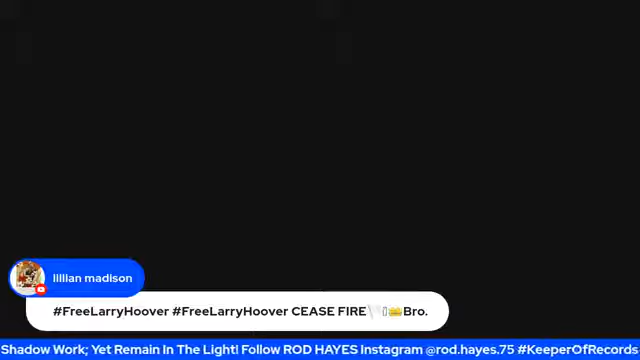 lillian madison
#FreeLarryHoover #FreeLarryHoover CEASE FIRE🏳️👑Bro.
Shadow Work; Yet Remain In The Light! Follow ROD HAYES Instagram @rod.hayes.75 #KeeperOfRecords